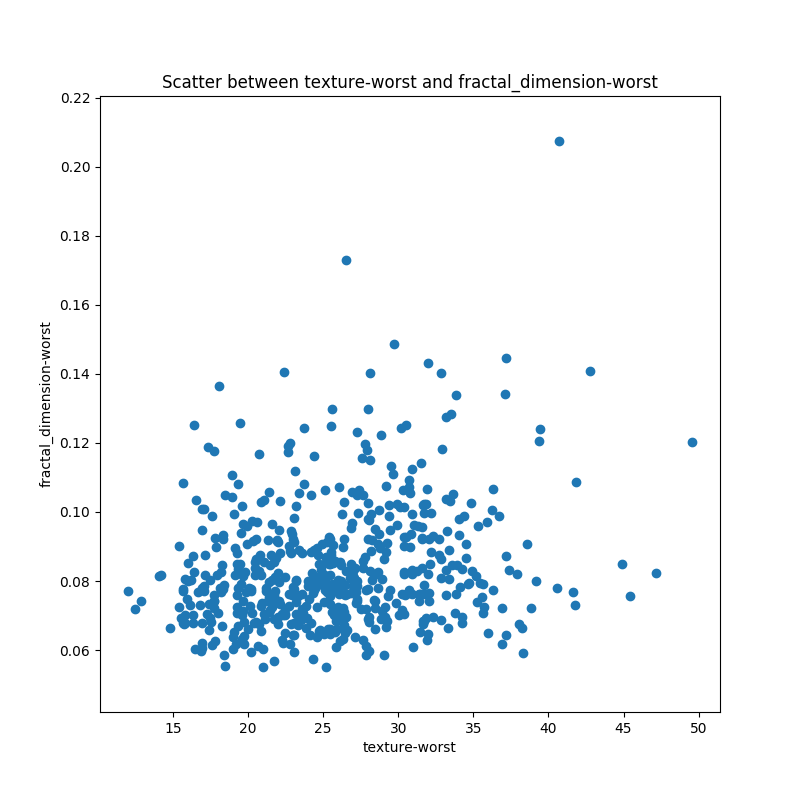 Scatter between texture-worst and fractal_dimension-worst
0.22
0.20
0.18
0.16
0.14
0.12
0.10
0.08
0.06
fractal_dimension-worst
15 20 25 30 35 40 45 50
texture-worst